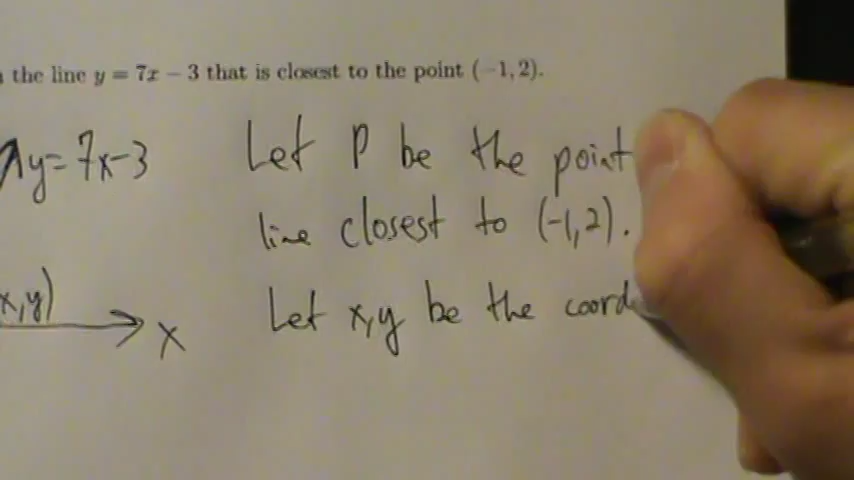 the line y = 7x − 3 that is closest to the point (−1, 2).
y=7x-3
Let P be the point
line closest to (-1,2).
x,y)
x
Let x,y be the coord